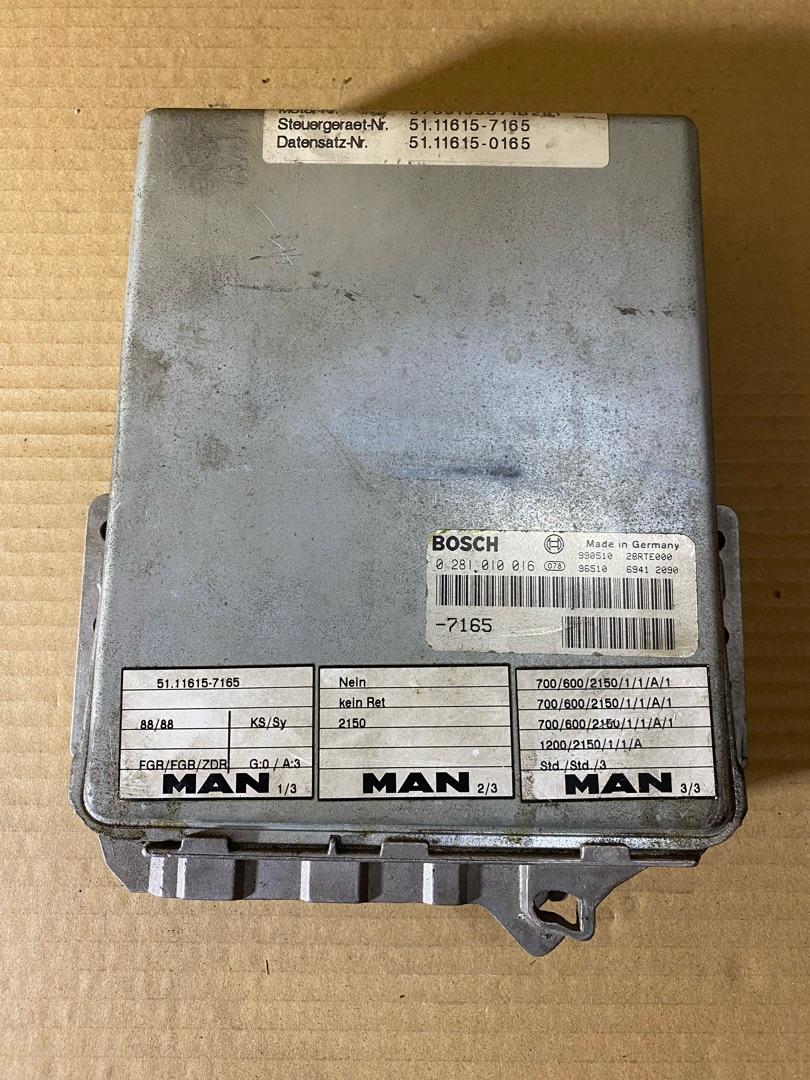 Motor-Nr.
Steuergeraet-Nr. 51.11615-7165
Datensatz-Nr. 51.11615-0165
BOSCH Made in Germany
990510 28RTE000
0 281 010 016 078 96510 6941 2090
-7165
51.11615-7165
88/88 KS/Sy
FGR/FGB/ZDR G:0 / A:3
MAN 1/3
Nein
kein Ret
2150
MAN 2/3
700/600/2150/1/1/A/1
700/600/2150/1/1/A/1
700/600/2150/1/1/A/1
1200/2150/1/1/A
Std./Std./3
MAN 3/3